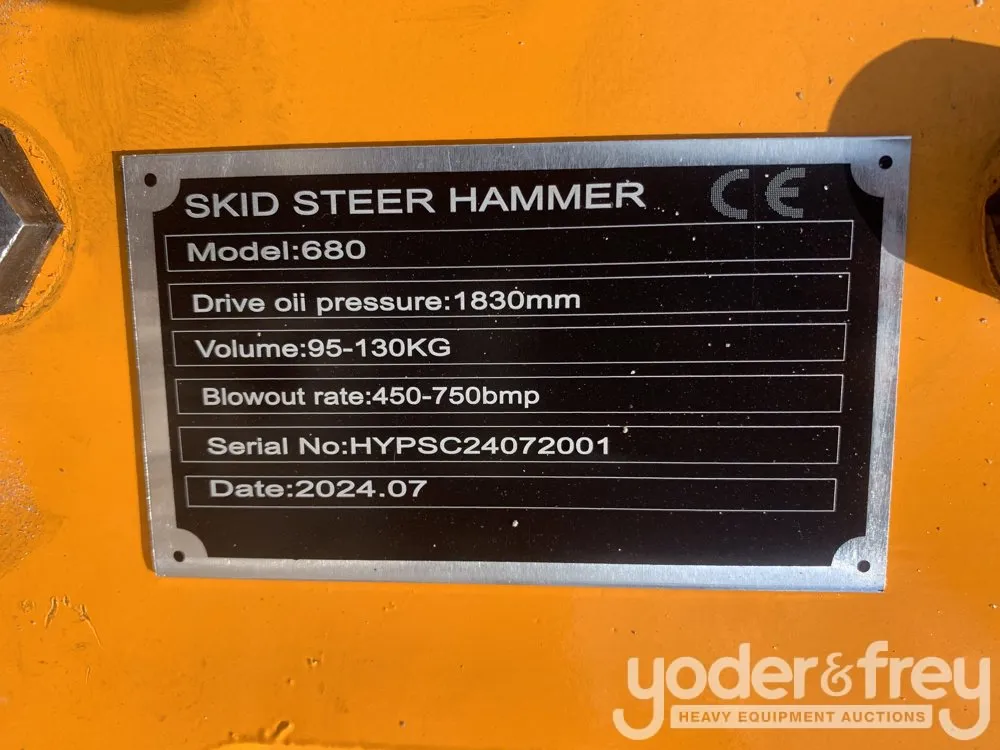 SKID STEER HAMMER CE
Model:680
Drive oii pressure:1830mm
Volume:95-130KG
Blowout rate:450-750bmp
Serial No:HYPSC24072001
Date:2024.07
yoder&frey
HEAVY EQUIPMENT AUCTIONS